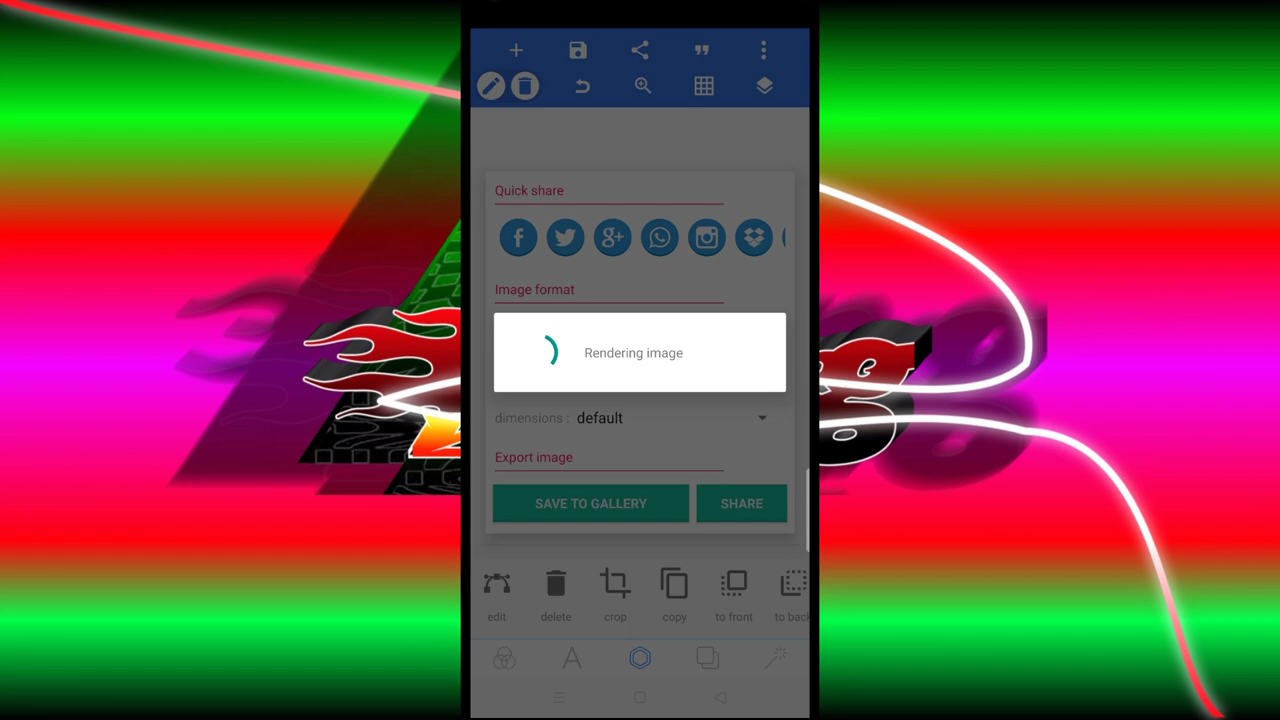 Quick share
Image format
Rendering image
dimensions : default
Export image
SAVE TO GALLERY SHARE
edit delete crop copy to front to back